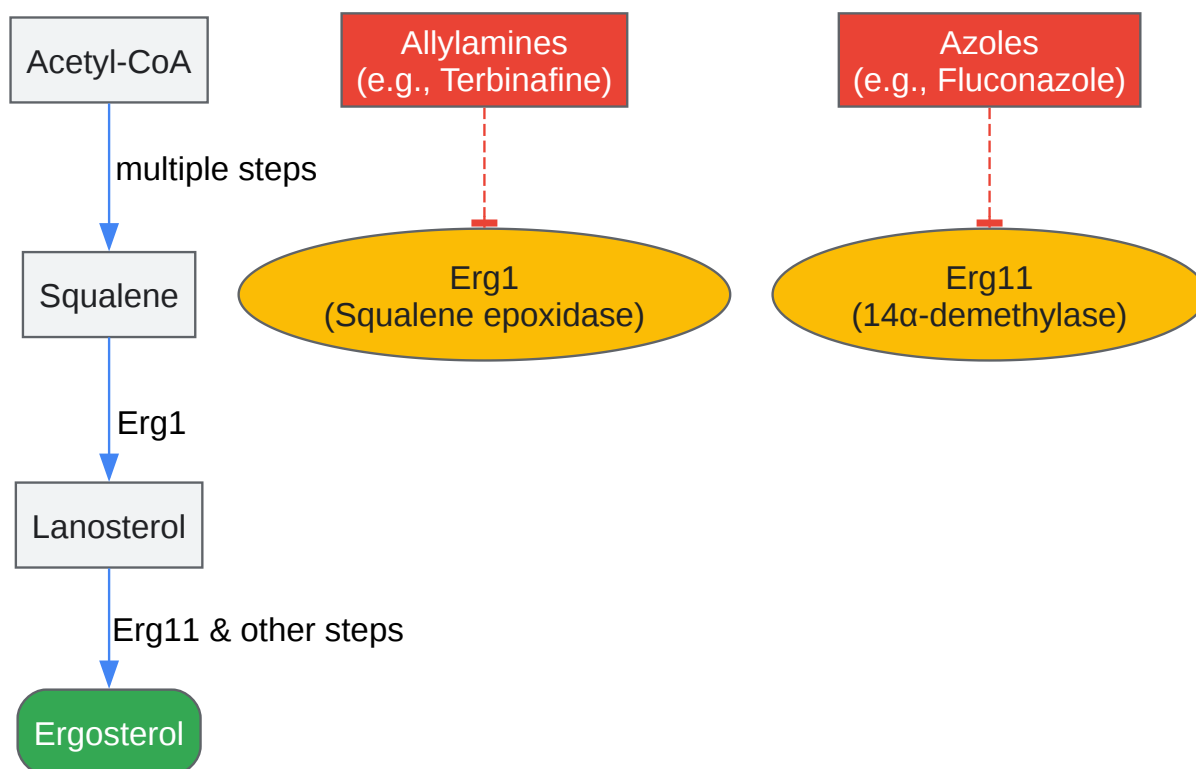 Acetyl-CoA
Allylamines
(e.g., Terbinafine)
Azoles
(e.g., Fluconazole)
multiple steps
Squalene
Erg1
(Squalene epoxidase)
Erg11
(14α-demethylase)
Erg1
Lanosterol
Erg11 & other steps
Ergosterol